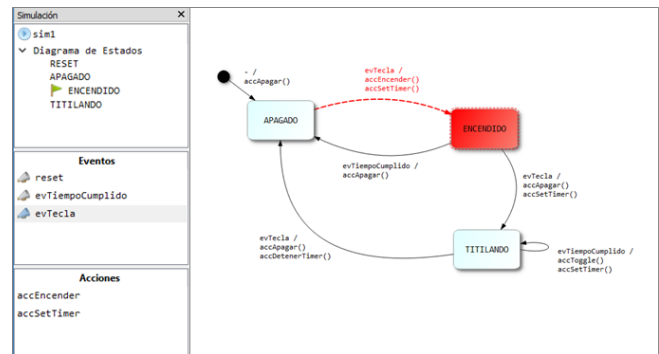 Simulación
sim1
Diagrama de Estados
RESET
APAGADO
ENCENDIDO
TITILANDO
Eventos
reset
evTiempoCumplido
evTecla
Acciones
accEncender
accSetTimer
- /
accApagar()
evTecla /
accEncender()
accSetTimer()
APAGADO
ENCENDIDO
evTiempoCumplido /
accApagar()
evTecla /
accApagar()
accSetTimer()
evTecla /
accApagar()
accDetenerTimer()
TITILANDO
evTiempoCumplido /
accToggle()
accSetTimer()